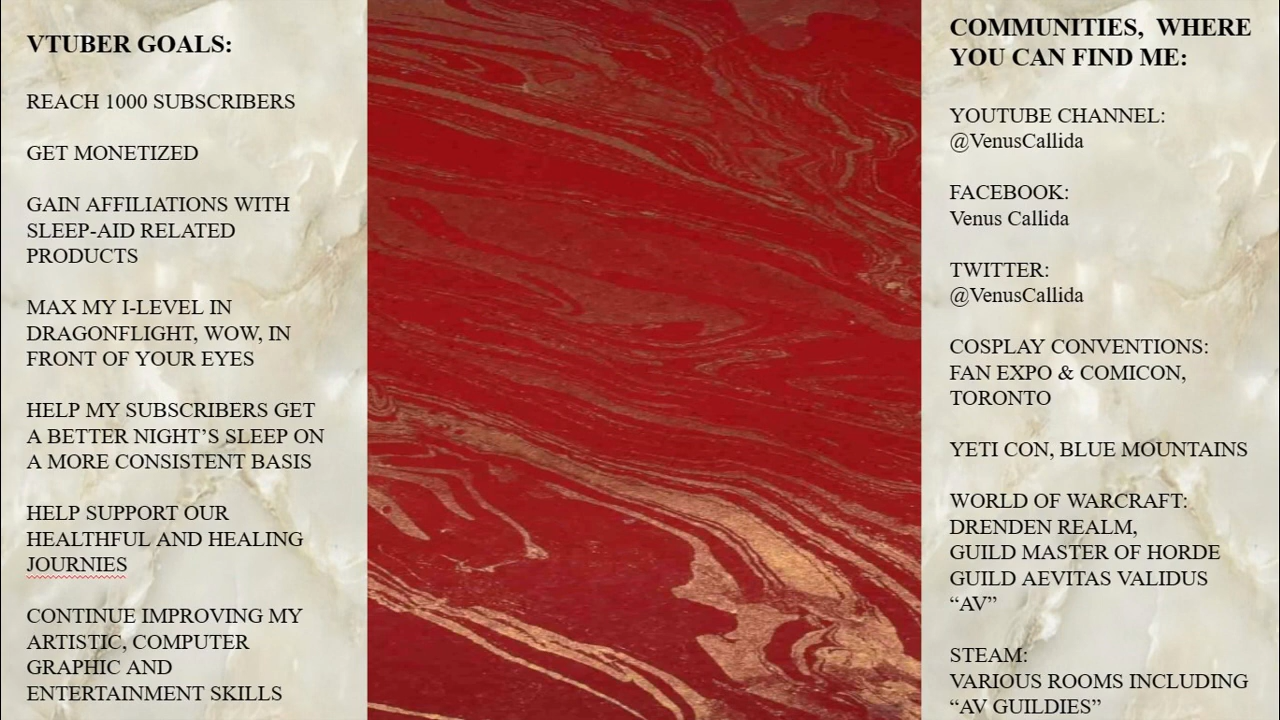 VTUBER GOALS:
REACH 1000 SUBSCRIBERS
GET MONETIZED
GAIN AFFILIATIONS WITH
SLEEP-AID RELATED
PRODUCTS
MAX MY I-LEVEL IN
DRAGONFLIGHT, WOW, IN
FRONT OF YOUR EYES
HELP MY SUBSCRIBERS GET
A BETTER NIGHT’S SLEEP ON
A MORE CONSISTENT BASIS
HELP SUPPORT OUR
HEALTHFUL AND HEALING
JOURNIES
CONTINUE IMPROVING MY
ARTISTIC, COMPUTER
GRAPHIC AND
ENTERTAINMENT SKILLS
COMMUNITIES, WHERE
YOU CAN FIND ME:
YOUTUBE CHANNEL:
@VenusCallida
FACEBOOK:
Venus Callida
TWITTER:
@VenusCallida
COSPLAY CONVENTIONS:
FAN EXPO & COMICON,
TORONTO
YETI CON, BLUE MOUNTAINS
WORLD OF WARCRAFT:
DRENDEN REALM,
GUILD MASTER OF HORDE
GUILD AEVITAS VALIDUS
“AV”
STEAM:
VARIOUS ROOMS INCLUDING
“AV GUILDIES”